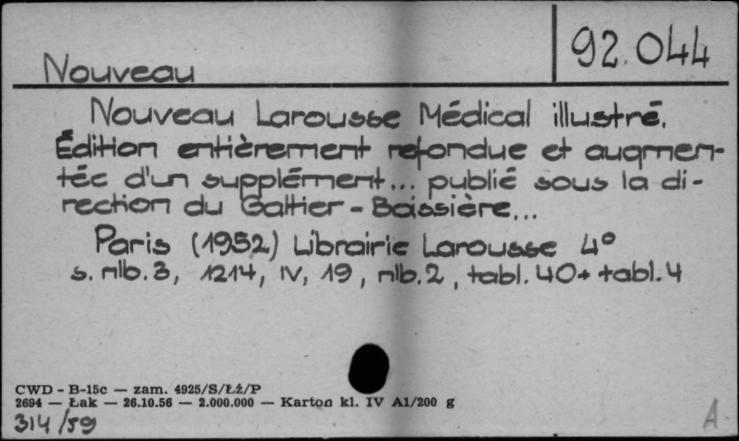 92.044
Nouveau
Nouveau Larousse Médical illustré.
Édition entièrement refondue et augmen-
tée d'un supplément... publié sous la di-
rection du Galtier - Boissière...
Paris (1952) Librairie Larousse 4°
s. nlb. 3, 1214, IV, 19, nlb. 2, tabl. 40 + tabl. 4
CWD - B-15c — zam. 4925/S/Łź/P
2694 — Łak — 26.10.56 — 2.000.000 — Karton kl. IV A1/200 g
314/59
A